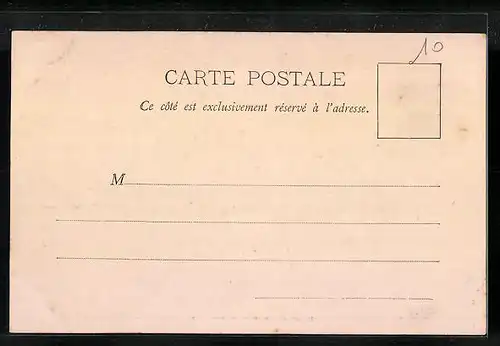 10
CARTE POSTALE
Ce côté est exclusivement réservé à l'adresse.
M